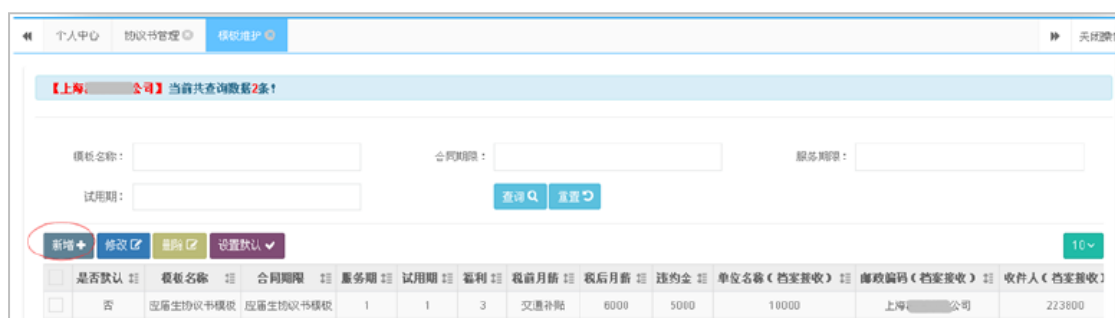 个人中心 协议书管理 模板维护 关闭
【上海 公司】当前共查询数据2条!
模板名称: 合同期限: 服务期限:
试用期: 查询 重置
新增 修改 删除 设置默认 10
是否默认 模板名称 合同期限 服务期 试用期 福利 税前月薪 税后月薪 违约金 单位名称(档案接收) 邮政编码(档案接收) 收件人(档案接收)
否 应届生协议书模板 应届生协议书模板 1 1 3 交通补贴 6000 5000 10000 上海 公司 223800